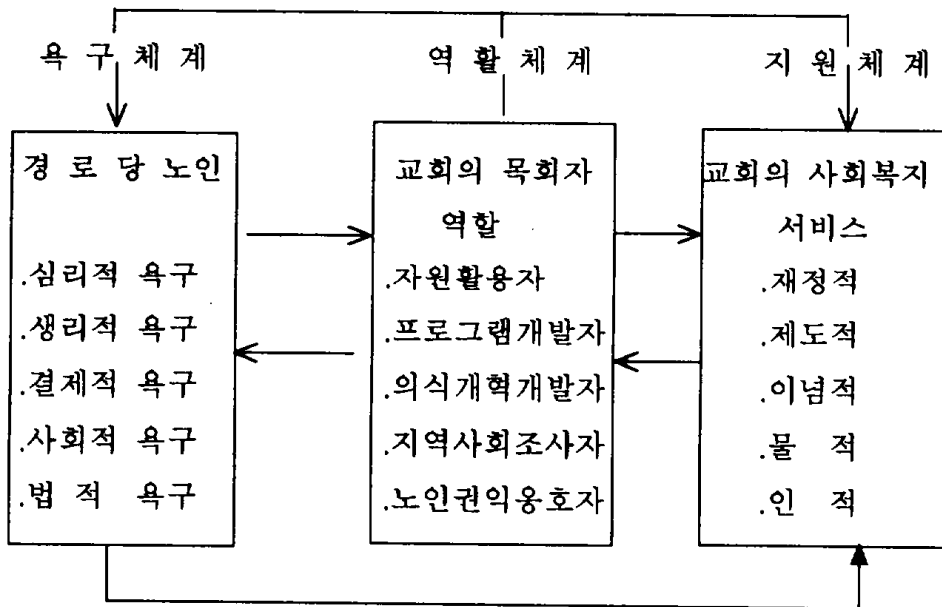 욕 구 체 계
역 활 체 계
지 원 체 계
경 로 당 노인
.심리적 욕구
.생리적 욕구
.결제적 욕구
.사회적 욕구
.법 적 욕구
교회의 목회자
역할
.자원활용자
.프로그램개발자
.의식개혁개발자
.지역사회조사자
.노인권익옹호자
교회의 사회복지
서비스
.재정적
.제도적
.이념적
.물 적
.인 적